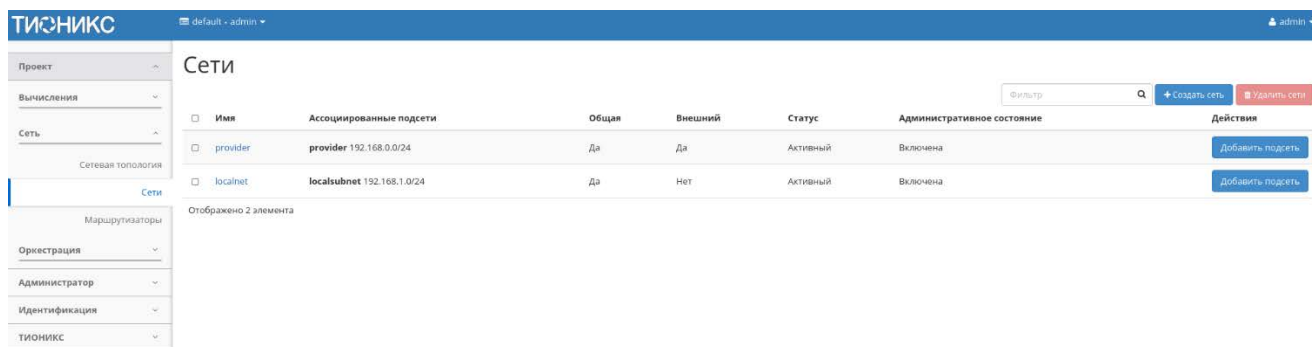 ТИОНИКС
default - admin
admin
Проект
Вычисления
Сеть
Сетевая топология
Сети
Маршрутизаторы
Оркестрация
Администратор
Идентификация
ТИОНИКС
Сети
Фильтр
+Создать сеть
Удалить сети
Имя Ассоциированные подсети Общая Внешний Статус Административное состояние Действия
provider provider 192.168.0.0/24 Да Да Активный Включена Добавить подсеть
localnet localsubnet 192.168.1.0/24 Да Нет Активный Включена Добавить подсеть
Отображено 2 элемента